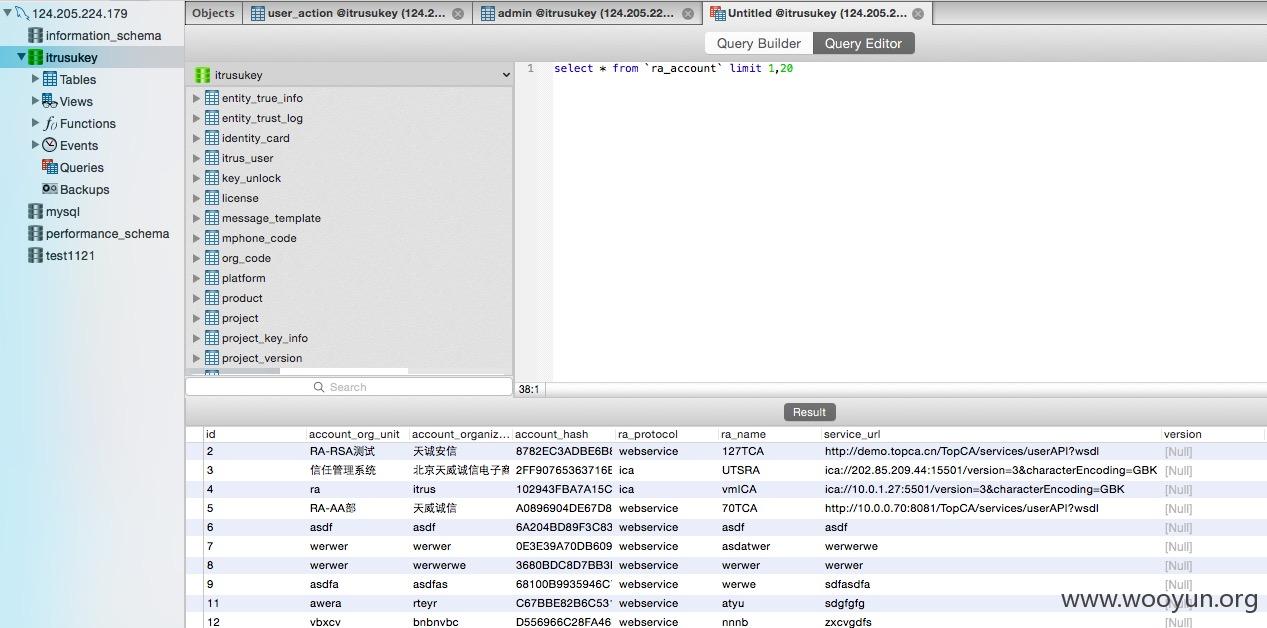 124.205.224.179
information_schema
itrusukey
Tables
Views
Functions
Events
Queries
Backups
mysql
performance_schema
test1121
Objects
user_action @itrusukey (124.2...
admin @itrusukey (124.205.22...
Untitled @itrusukey (124.205.2...
Query Builder
Query Editor
itrusukey
entity_true_info
entity_trust_log
identity_card
itrus_user
key_unlock
license
message_template
mphone_code
org_code
platform
product
project
project_key_info
project_version
Search
1 select * from `ra_account` limit 1,20
38:1
Result
id account_org_unit account_organiz... account_hash ra_protocol ra_name service_url version
2 RA-RSA测试 天诚安信 8782EC3ADBE6B8 webservice 127TCA http://demo.topca.cn/TopCA/services/userAPI?wsdl [Null]
3 信任管理系统 北京天威诚信电子商 2FF90765363716E ica UTSRA ica://202.85.209.44:15501/version=3&characterEncoding=GBK [Null]
4 ra itrus 102943FBA7A15C ica vmICA ica://10.0.1.27:5501/version=3&characterEncoding=GBK [Null]
5 RA-AA部 天威诚信 A0896904DE67D8 webservice 70TCA http://10.0.0.70:8081/TopCA/services/userAPI?wsdl [Null]
6 asdf asdf 6A204BD89F3C83 webservice asdf asdf [Null]
7 werwer werwer 0E3E39A70DB609 webservice asdatwer werwerwe [Null]
8 werwer werwerwe 3680BDC8D7BB3I webservice werwer werwer [Null]
9 asdfa asdfas 68100B9935946C webservice werwe sdfasdfa [Null]
11 awera rteyr C67BBE82B6C53 webservice atyu sdgfgfg [Null]
12 vbxcv bnbnvbc D556966C28FA46 webservice nnnb zxcvgdfs [Null]
www.wooyun.org